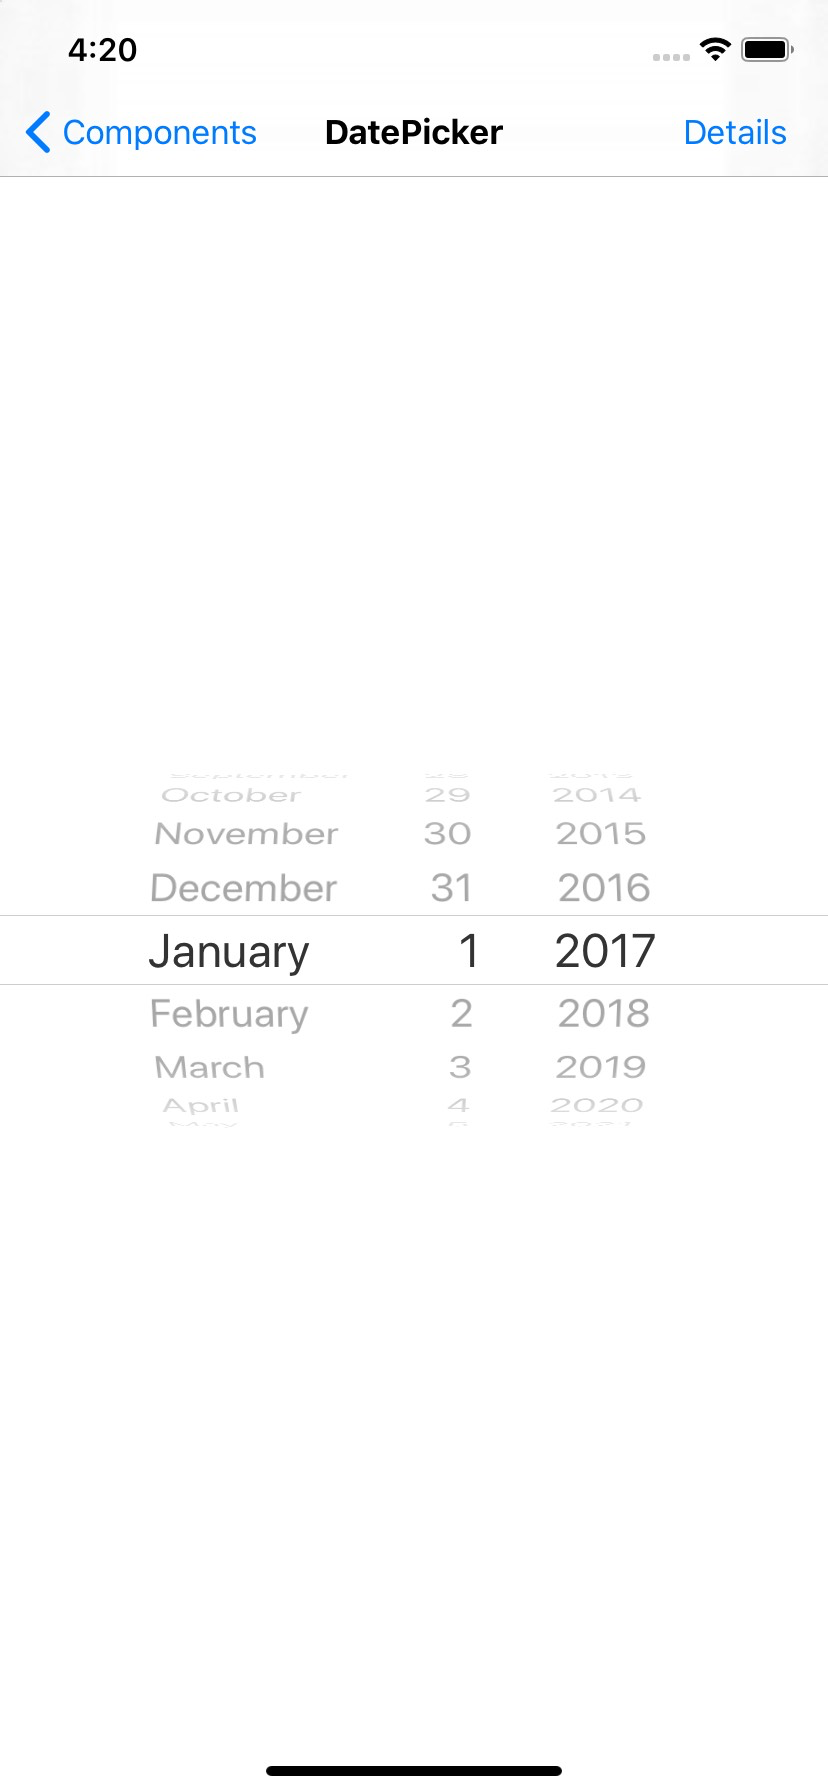 4:20
Components DatePicker Details
October 29 2014
November 30 2015
December 31 2016
January 1 2017
February 2 2018
March 3 2019
April 4 2020